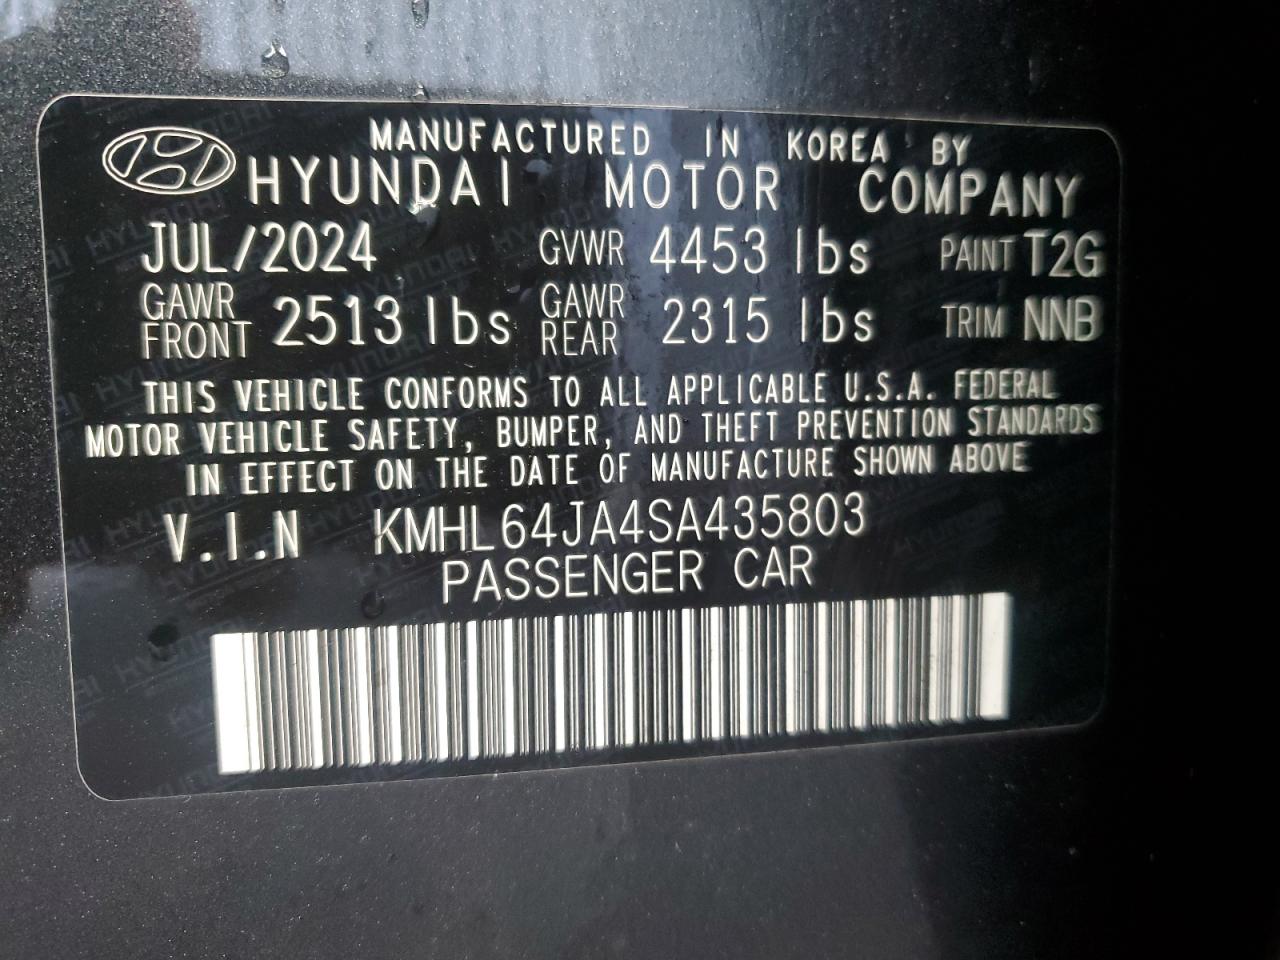 MANUFACTURED IN KOREA BY
HYUNDAI MOTOR COMPANY
JUL/2024 GVWR 4453 lbs PAINT T2G
GAWR FRONT 2513 lbs GAWR REAR 2315 lbs TRIM NNB
THIS VEHICLE CONFORMS TO ALL APPLICABLE U.S.A. FEDERAL
MOTOR VEHICLE SAFETY, BUMPER, AND THEFT PREVENTION STANDARDS
IN EFFECT ON THE DATE OF MANUFACTURE SHOWN ABOVE
V.I.N KMHL64JA4SA435803
PASSENGER CAR